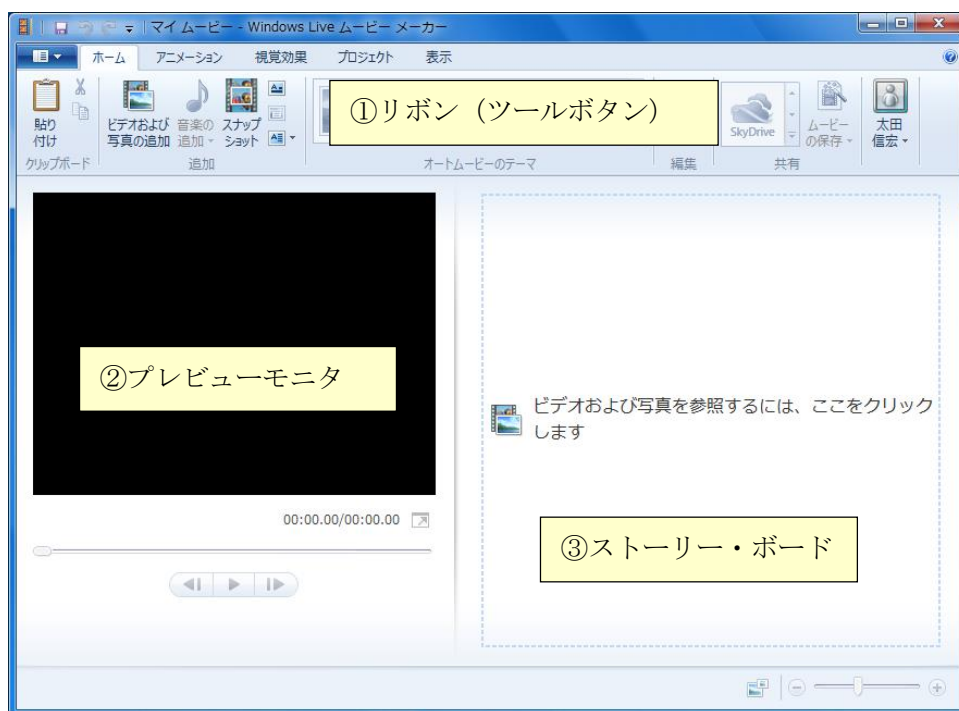 マイ ムービー - Windows Live ムービー メーカー
ホーム アニメーション 視覚効果 プロジェクト 表示
貼り付け
ビデオおよび写真の追加
音楽の追加
スナップショット
①リボン（ツールボタン）
SkyDrive
ムービーの保存
太田信宏
クリップボード 追加 オートムービーのテーマ 編集 共有
②プレビューモニタ
ビデオおよび写真を参照するには、ここをクリック
します
00:00.00/00:00.00
③ストーリー・ボード